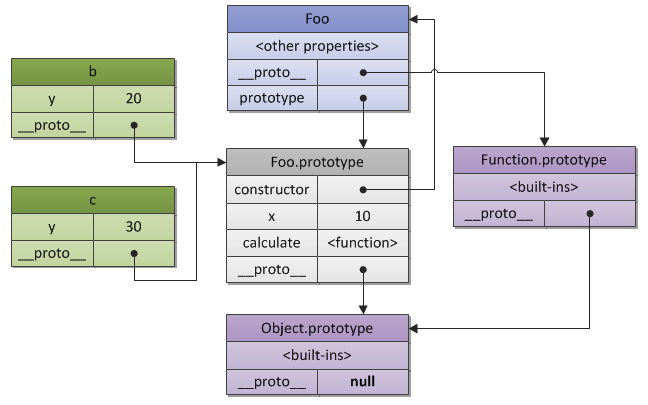 Foo
<other properties>
__proto__
prototype
b
y 20
__proto__
c
y 30
__proto__
Foo.prototype
constructor
x 10
calculate <function>
__proto__
Function.prototype
<built-ins>
__proto__
Object.prototype
<built-ins>
__proto__ null